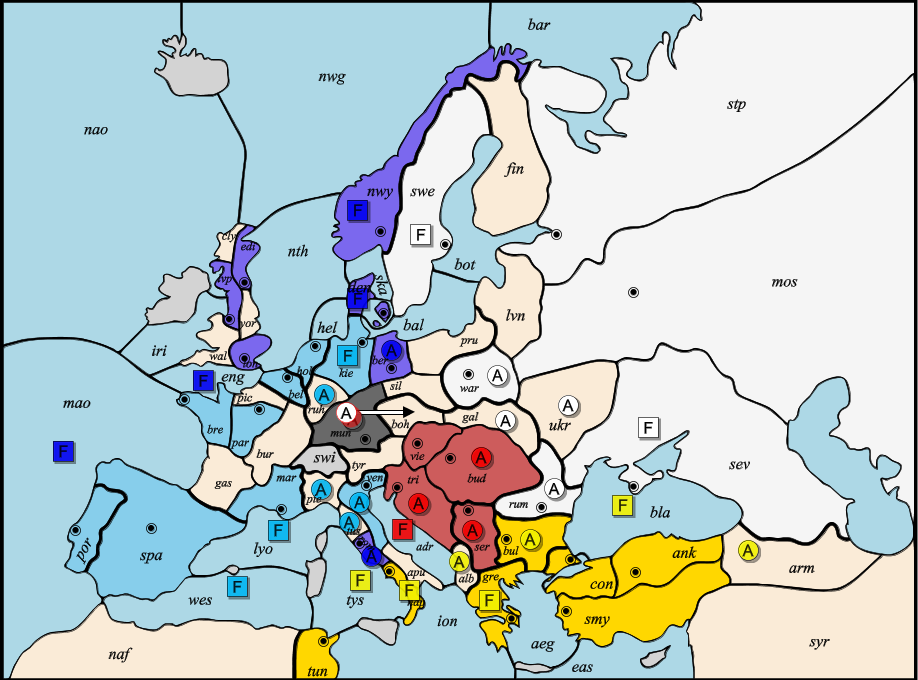 bar
nwg
stp
nao
fin
nwy
swe
cly
edi
nth
bot
mos
ska
lvp
lvn
yor
hel
bal
iri
wal
pru
hol
kie
ber
eng
sil
mao
bel
war
pic
ruh
bre
par
mun
boh
gal
ukr
bur
swi
vie
tyr
sev
gas
mar
pie
ven
tri
bud
rum
bla
tus
por
spa
lyo
adr
ser
bul
ank
arm
apu
alb
gre
con
wes
tys
nap
ion
smy
aeg
syr
naf
tun
eas
F
F
F
F
F
F
A
A
A
A
A
A
A
A
F
F
F
F
A
A
A
A
A
A
A
F
A
A
A
F
F
F
F
A